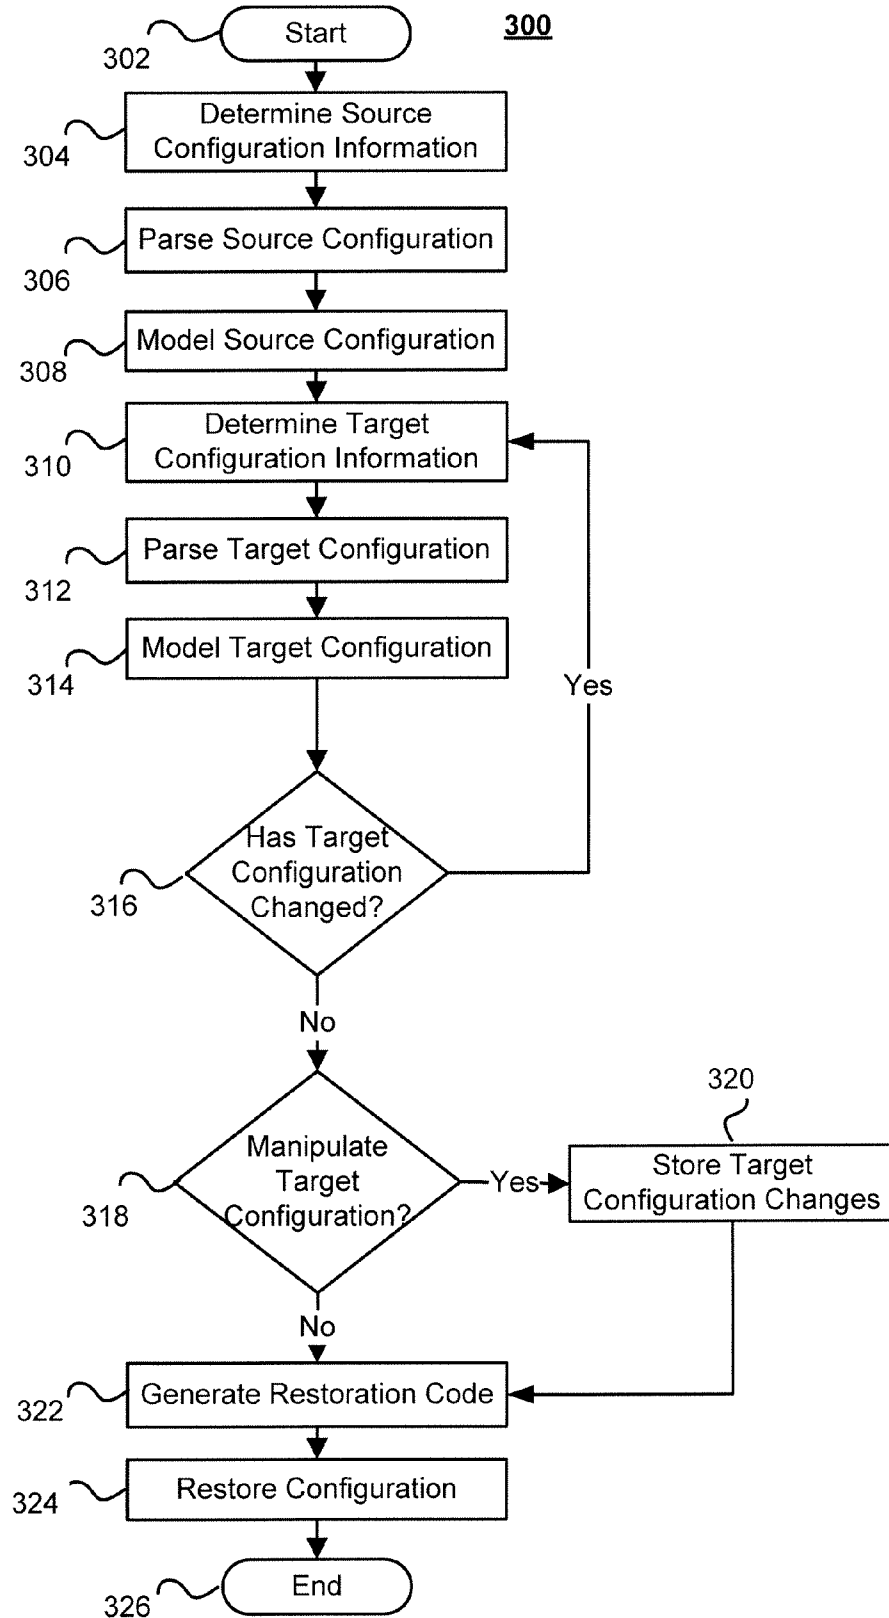 300
Start
302
Determine Source
Configuration Information
304
Parse Source Configuration
306
Model Source Configuration
308
Determine Target
Configuration Information
310
Parse Target Configuration
312
Model Target Configuration
314
Yes
Has Target
Configuration
Changed?
316
No
320
Manipulate
Target
Configuration?
318
Yes
Store Target
Configuration Changes
No
Generate Restoration Code
322
Restore Configuration
324
End
326